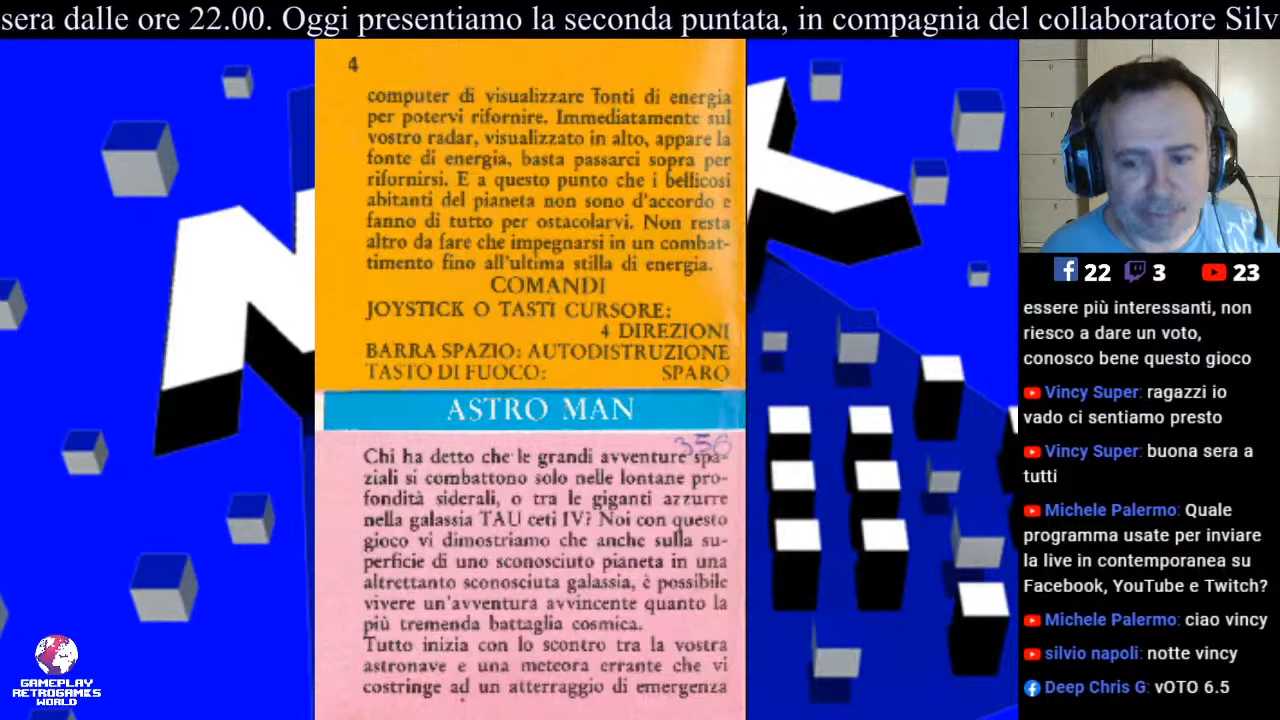 sera dalle ore 22.00. Oggi presentiamo la seconda puntata, in compagnia del collaboratore Silv
4
computer di visualizzare fonti di energia
per potervi rifornire. Immediatamente sul
vostro radar, visualizzato in alto, appare la
fonte di energia, basta passarci sopra per
rifornirsi. E a questo punto che i bellicosi
abitanti del pianeta non sono d'accordo e
fanno di tutto per ostacolarvi. Non resta
altro da fare che impegnarsi in un combat-
timento fino all'ultima stilla di energia.
COMANDI
JOYSTICK O TASTI CURSORE:
4 DIREZIONI
BARRA SPAZIO: AUTODISTRUZIONE
TASTO DI FUOCO: SPARO
ASTRO MAN
356
Chi ha detto che le grandi avventure spa-
ziali si combattono solo nelle lontane pro-
fondità siderali, o tra le giganti azzurre
nella galassia TAU ceti IV? Noi con questo
gioco vi dimostriamo che anche sulla su-
perficie di uno sconosciuto pianeta in una
altrettanto sconosciuta galassia, è possibile
vivere un'avventura avvincente quanto la
più tremenda battaglia cosmica.
Tutto inizia con lo scontro tra la vostra
astronave e una meteora errante che vi
costringe ad un atterraggio di emergenza
22 3 23
essere più interessanti, non
riesco a dare un voto,
conosco bene questo gioco
Vincy Super: ragazzi io
vado ci sentiamo presto
Vincy Super: buona sera a
tutti
Michele Palermo: Quale
programma usate per inviare
la live in contemporanea su
Facebook, YouTube e Twitch?
Michele Palermo: ciao vincy
silvio napoli: notte vincy
Deep Chris G: vOTO 6.5
GAMEPLAY
RETROGAMES
WORLD